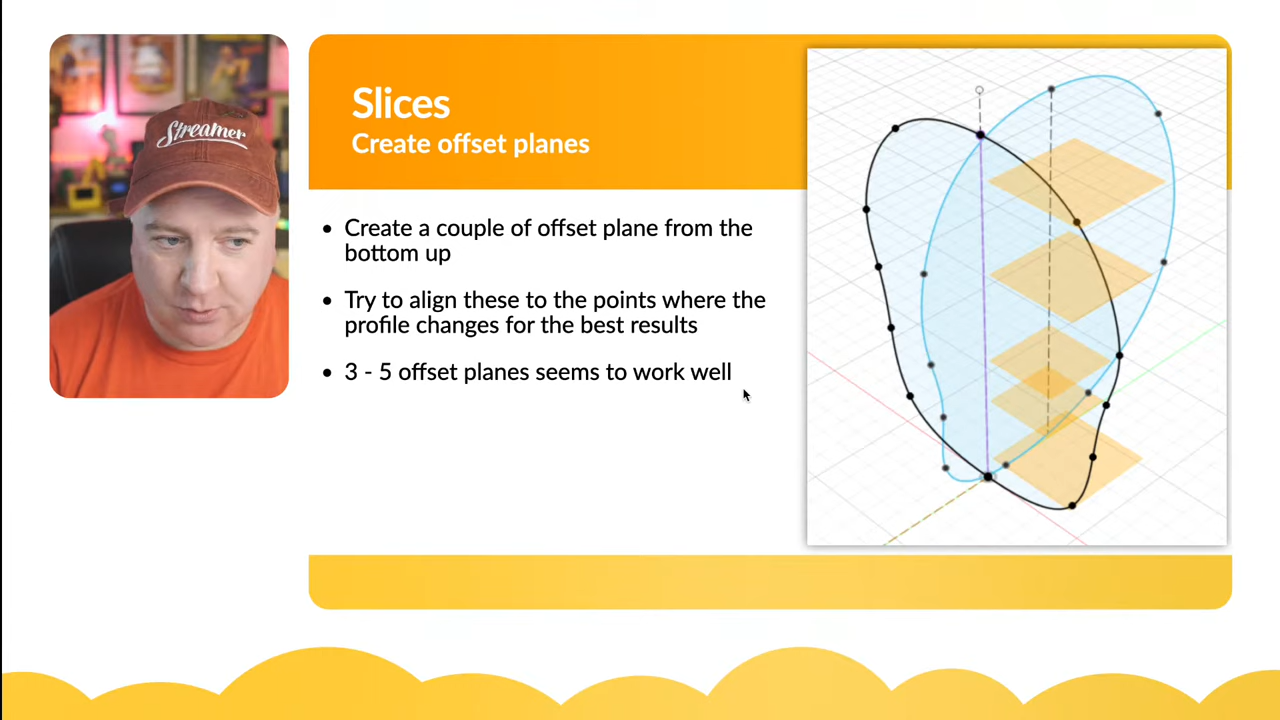 Streamer
Slices
Create offset planes
• Create a couple of offset plane from the
bottom up
• Try to align these to the points where the
profile changes for the best results
• 3 - 5 offset planes seems to work well